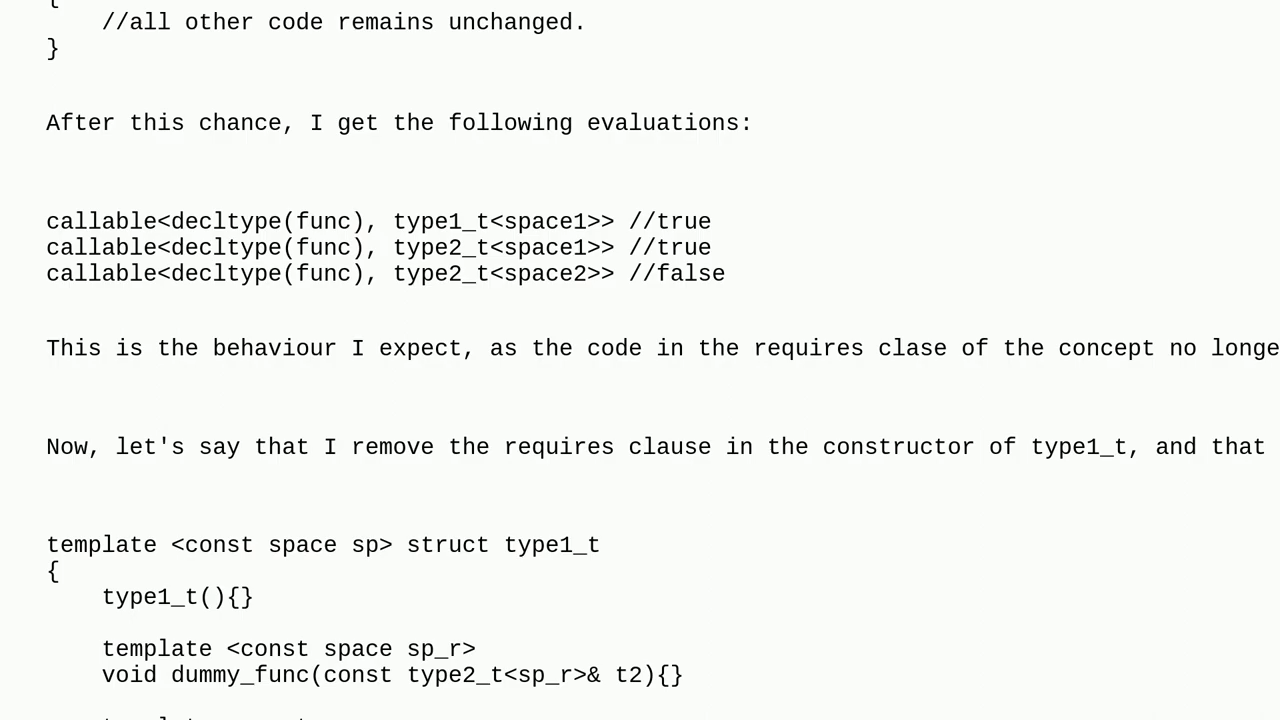 {
//all other code remains unchanged.
}
After this chance, I get the following evaluations:
callable<decltype(func), type1_t<space1>> //true
callable<decltype(func), type2_t<space1>> //true
callable<decltype(func), type2_t<space2>> //false
This is the behaviour I expect, as the code in the requires clase of the concept no longe
Now, let's say that I remove the requires clause in the constructor of type1_t, and that
template <const space sp> struct type1_t
{
type1_t(){}
template <const space sp_r>
void dummy_func(const type2_t<sp_r>& t2){}